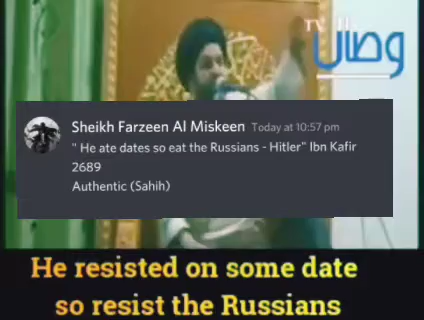 وصال
Sheikh Farzeen Al Miskeen Today at 10:57 pm
" He ate dates so eat the Russians - Hitler" Ibn Kafir
2689
Authentic (Sahih)
He resisted on some date
so resist the Russians